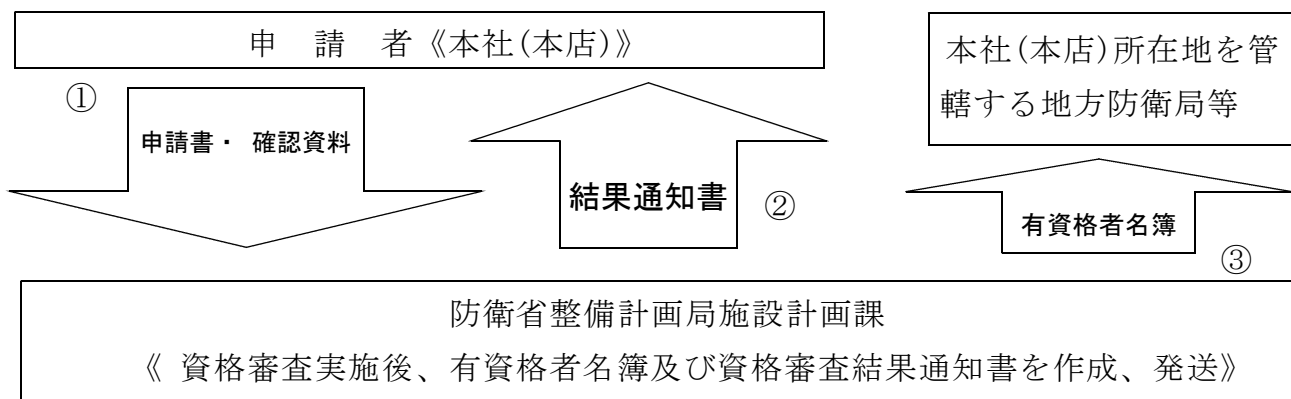 申　請　者《本社(本店)》
本社(本店)所在地を管
轄する地方防衛局等
①
申請書・ 確認資料
結果通知書
②
有資格者名簿
③
防衛省整備計画局施設計画課
《 資格審査実施後、有資格者名簿及び資格審査結果通知書を作成、発送》